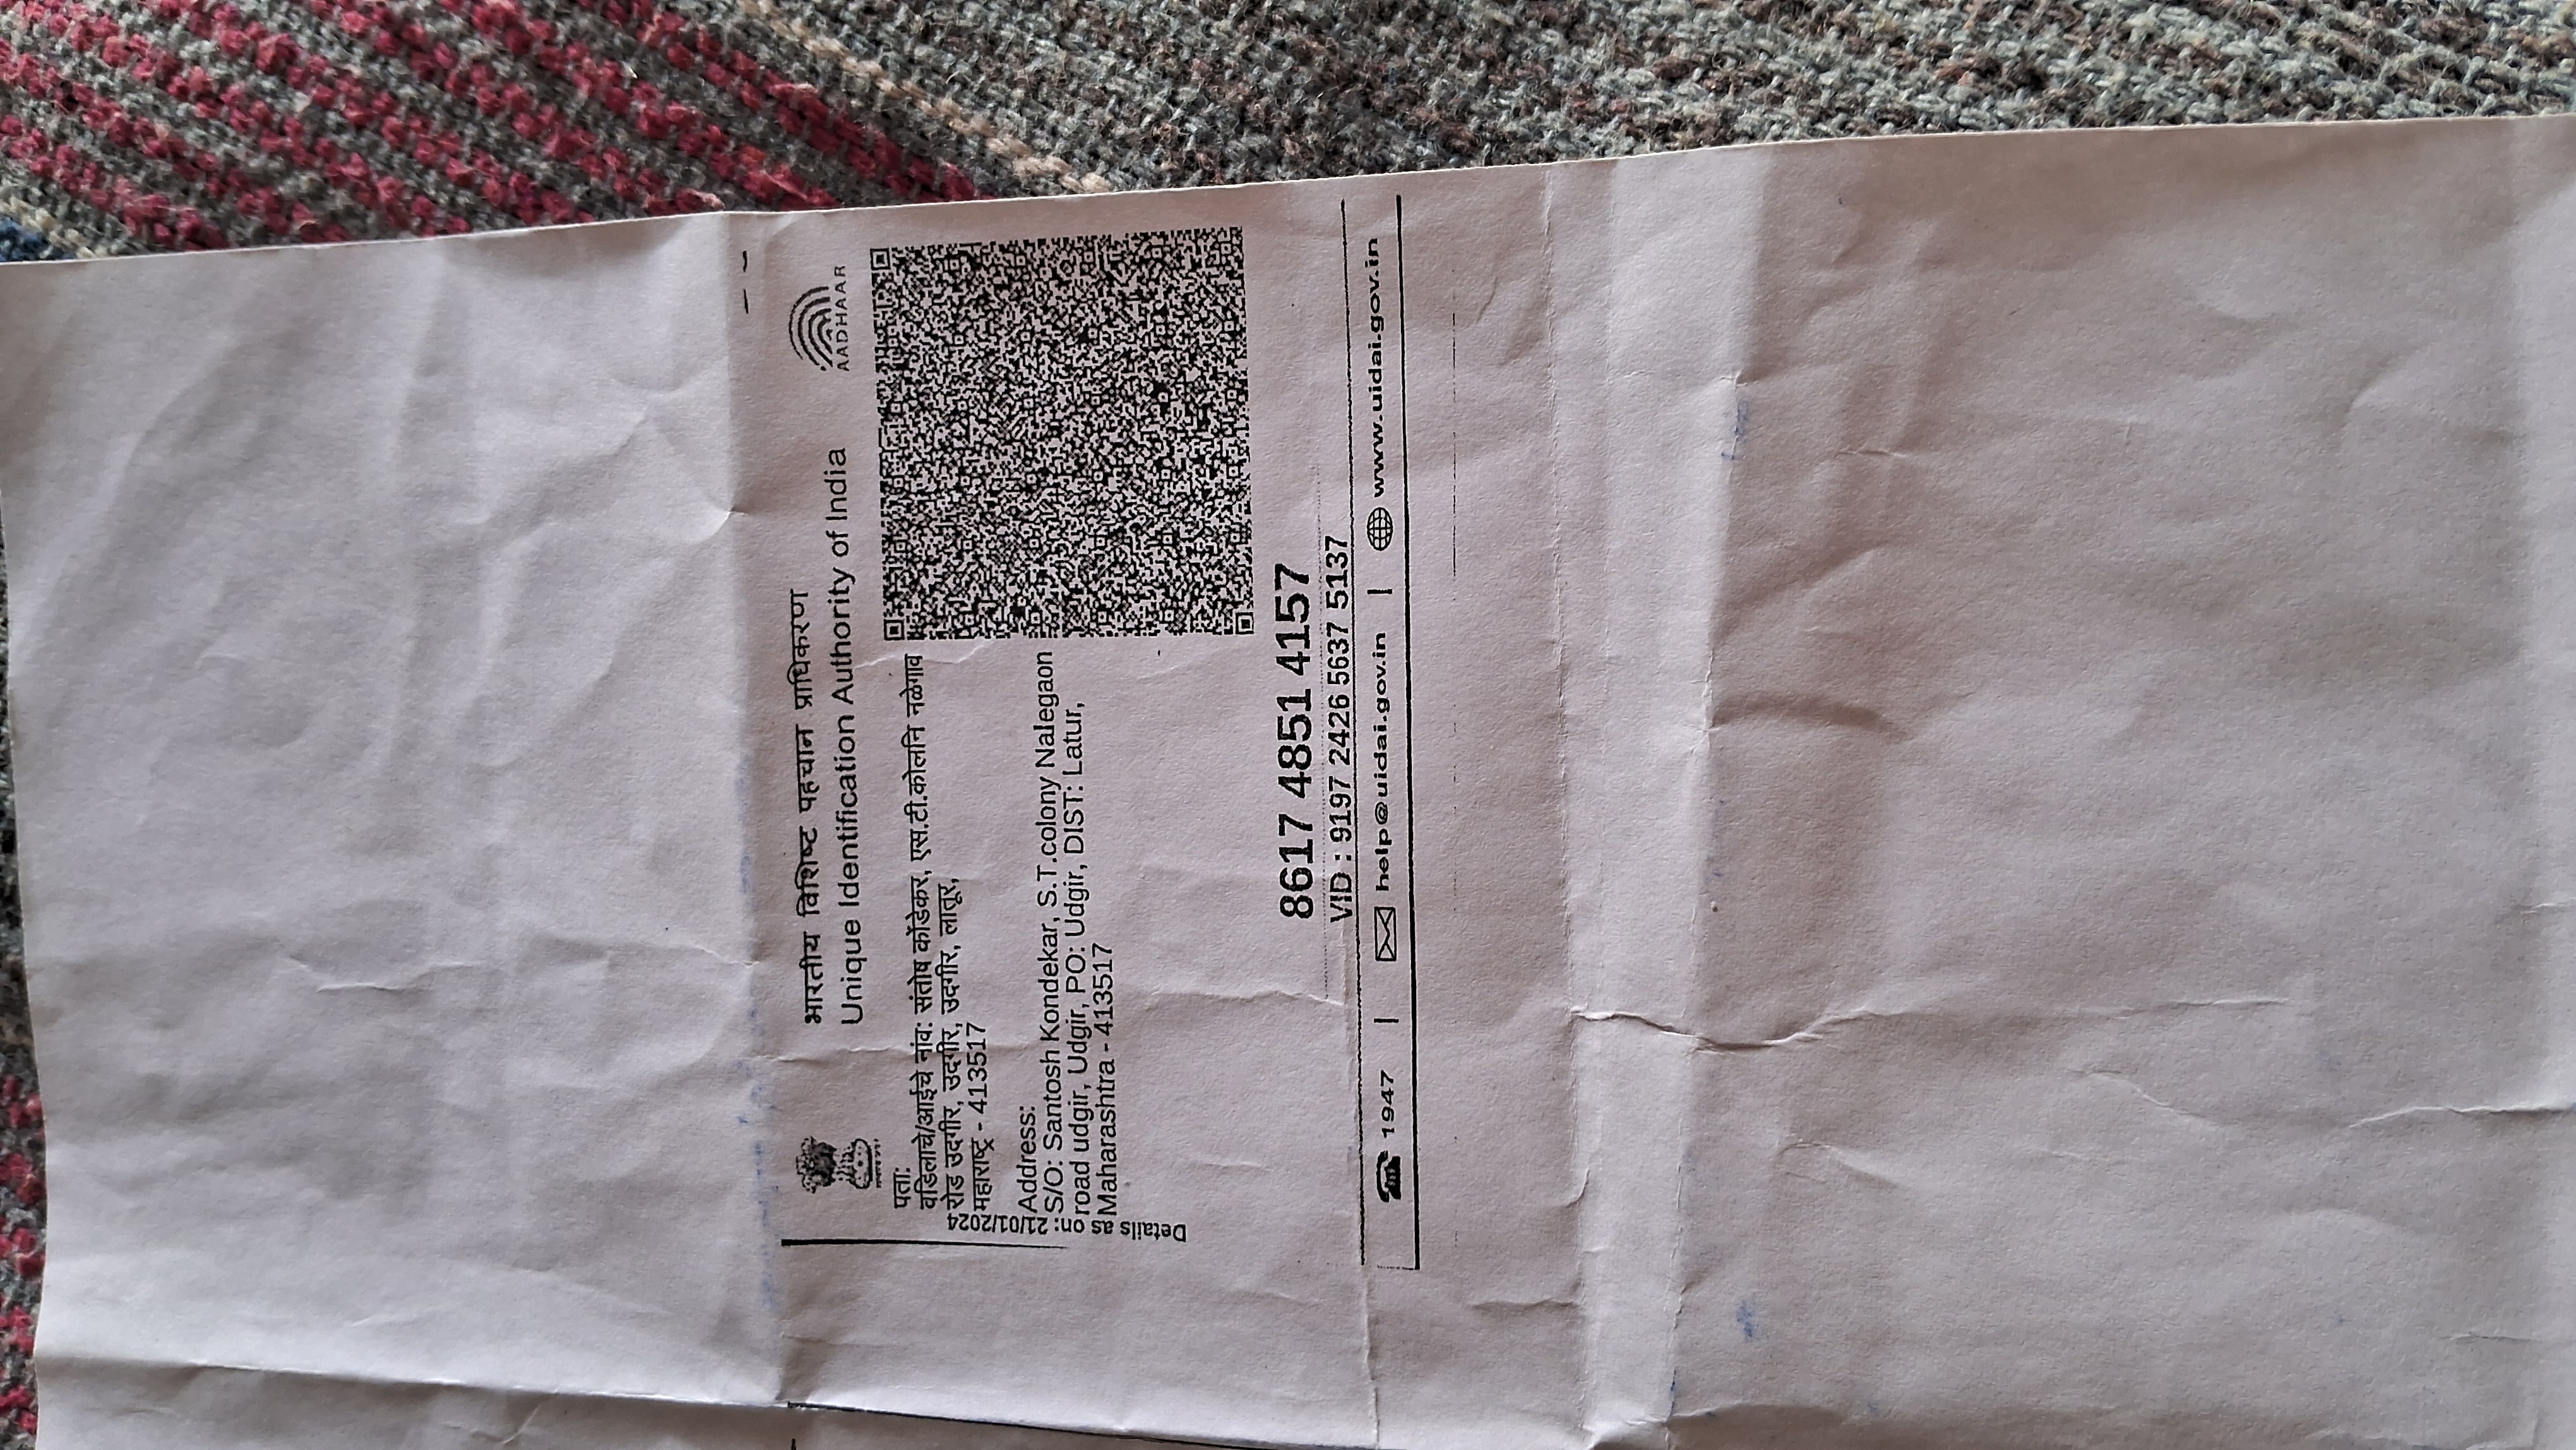 भारतीय विशिष्ट पहचान प्राधिकरण
Unique Identification Authority of India
AADHAAR
पता:
वडिलाचे/आईचे नांव: संतोष कोंडेकर, एस.टी.कोलनि नळेगाव
रोड उदगीर, उदगीर, उदगीर, लातूर,
महाराष्ट्र - 413517
Address:
S/O: Santosh Kondekar, S.T.colony Nalegaon
road udgir, Udgir, PO: Udgir, DIST: Latur,
Maharashtra - 413517
Details as on: 21/01/2024
8617 4851 4157
VID : 9197 2426 5637 5137
1947 | help@uidai.gov.in | www.uidai.gov.in